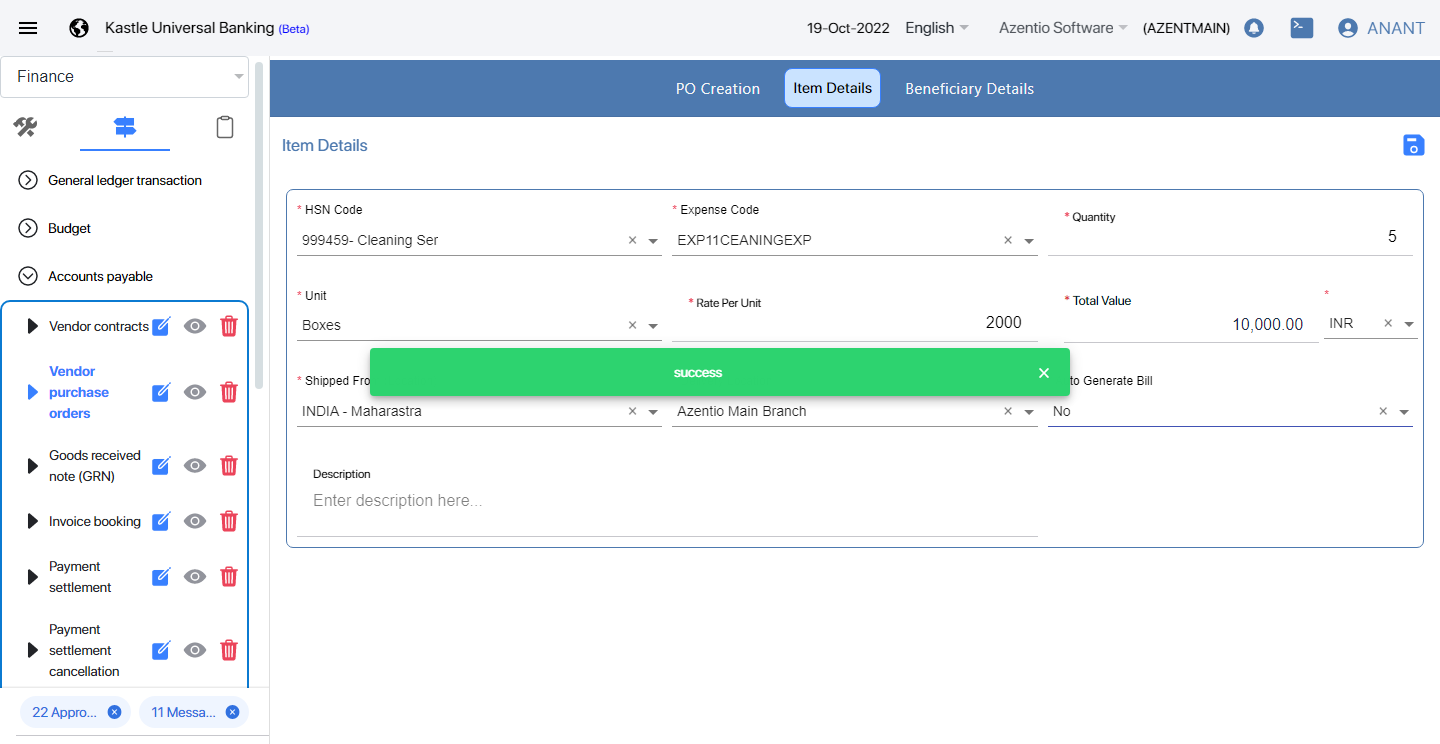 Kastle Universal Banking (Beta)
19-Oct-2022
English
Azentio Software
(AZENTMAIN)
ANANT
Finance
General ledger transaction
Budget
Accounts payable
Vendor contracts
Vendor
purchase
orders
Goods received
note (GRN)
Invoice booking
Payment
settlement
Payment
settlement
cancellation
22 Appro...
11 Messa...
PO Creation
Item Details
Beneficiary Details
Item Details
* HSN Code
999459- Cleaning Ser
* Expense Code
EXP11CEANINGEXP
* Quantity
5
* Unit
Boxes
* Rate Per Unit
2000
* Total Value
10,000.00
*
INR
success
* Shipped Fro
to Generate Bill
INDIA - Maharastra
Azentio Main Branch
No
Description
Enter description here...